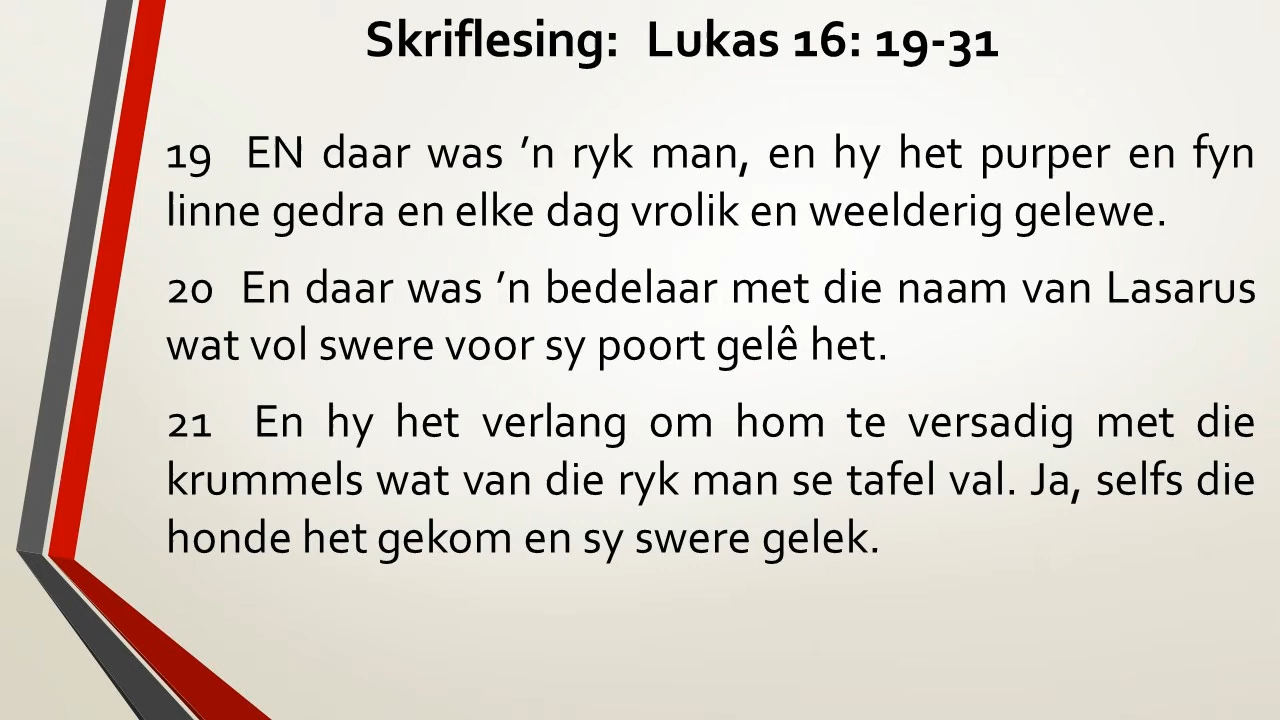 Skriflesing: Lukas 16: 19-31
19 EN daar was ’n ryk man, en hy het purper en fyn
linne gedra en elke dag vrolik en weelderig gelewe.
20 En daar was ’n bedelaar met die naam van Lasarus
wat vol swere voor sy poort gelê het.
21 En hy het verlang om hom te versadig met die
krummels wat van die ryk man se tafel val. Ja, selfs die
honde het gekom en sy swere gelek.